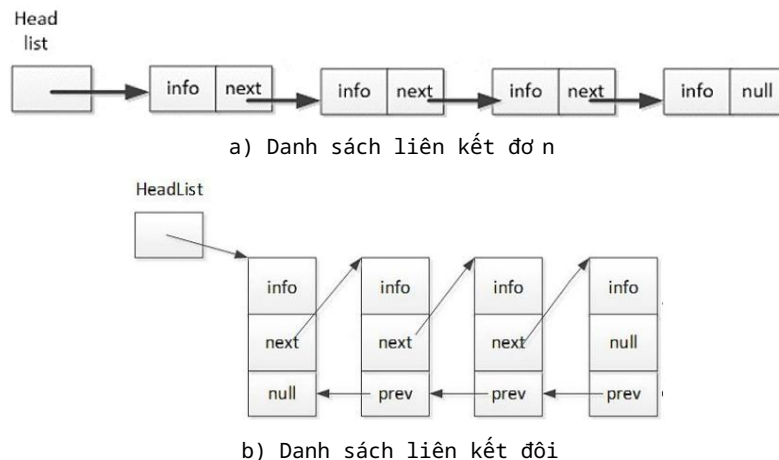 Head
list
info next info next info next info null
a) Danh sách liên kết đơn
HeadList
info info info info
next next next null
null prev prev prev
b) Danh sách liên kết đôi